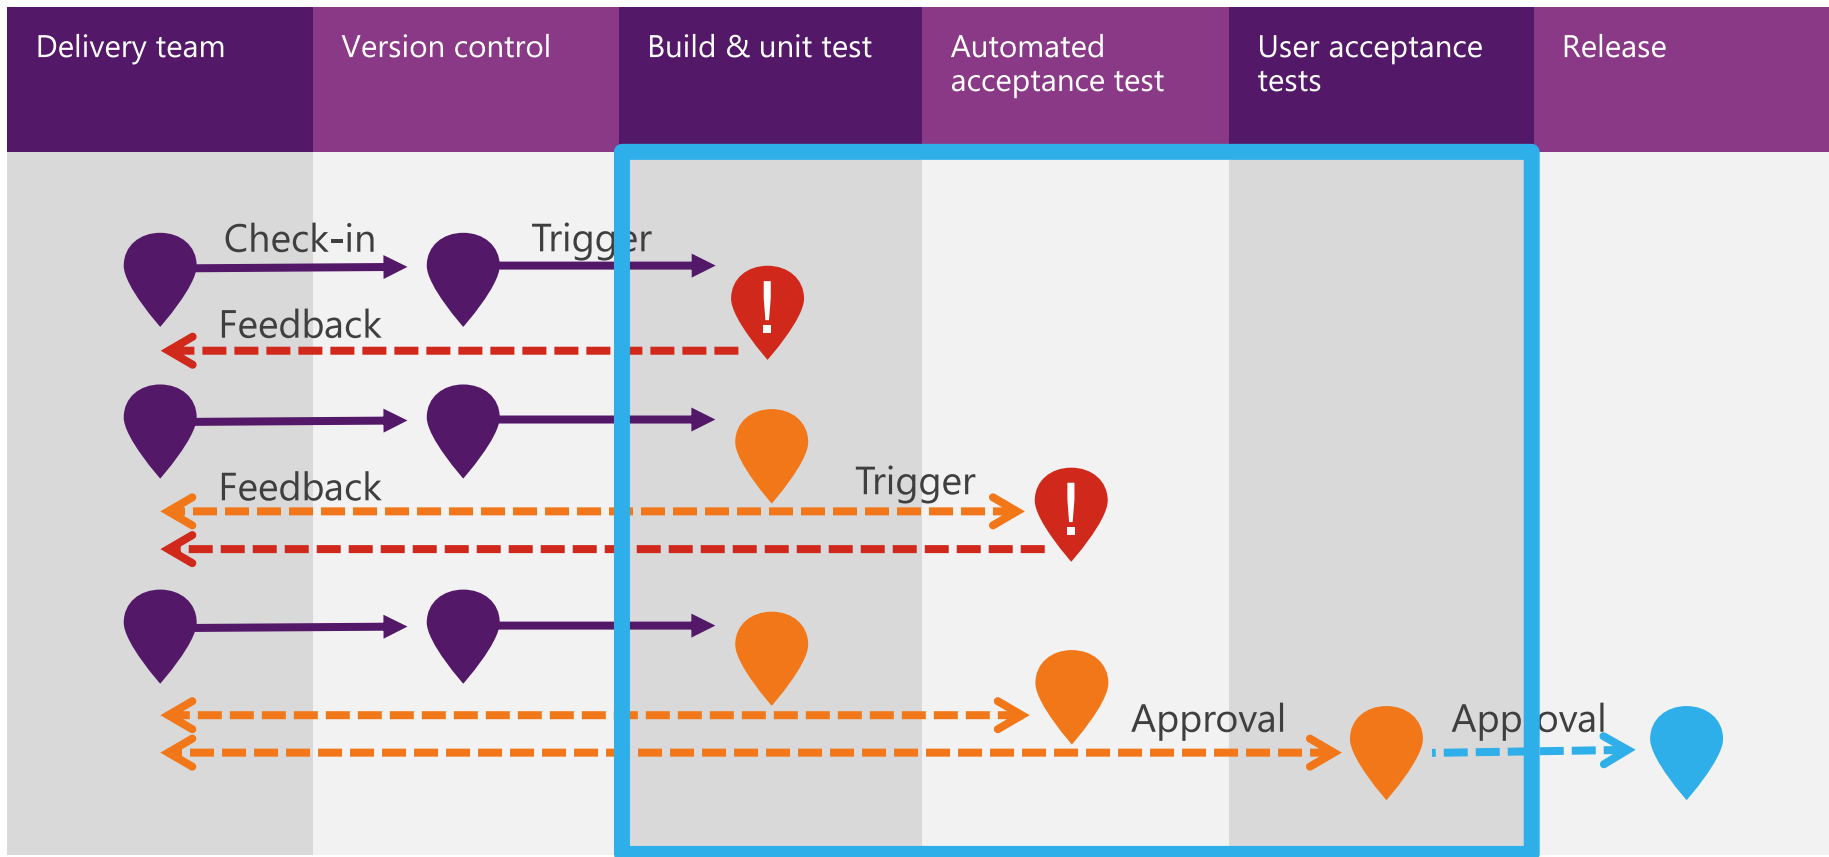 Delivery team
Version control
Build & unit test
Automated
acceptance test
User acceptance
tests
Release
Check-in
Trigger
!
Feedback
Feedback
Trigger
!
Approval
Approval